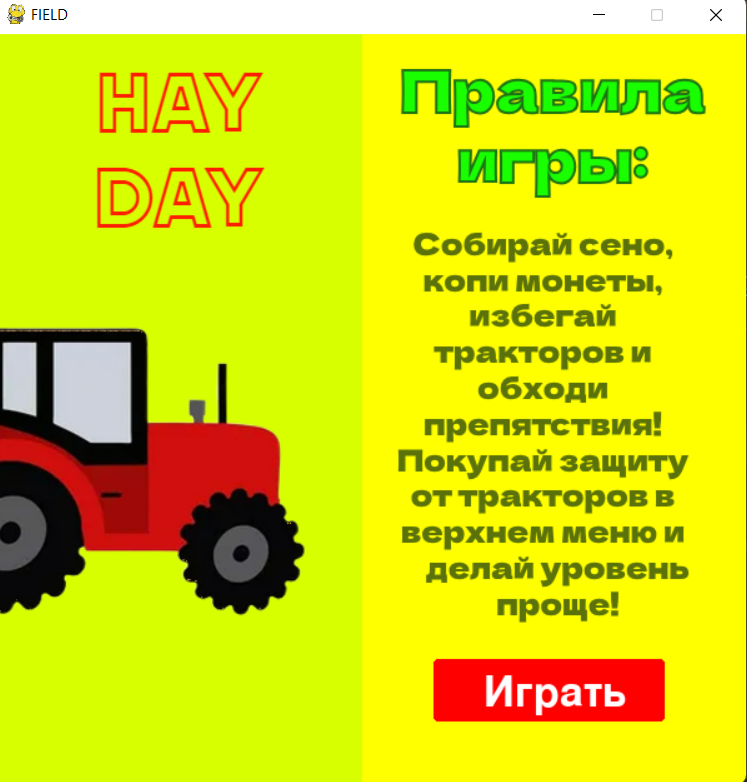 FIELD
HAY
DAY
Правила
игры:
Собирай сено,
копи монеты,
избегай
тракторов и
обходи
препятствия!
Покупай защиту
от тракторов в
верхнем меню и
делай уровень
проще!
Играть